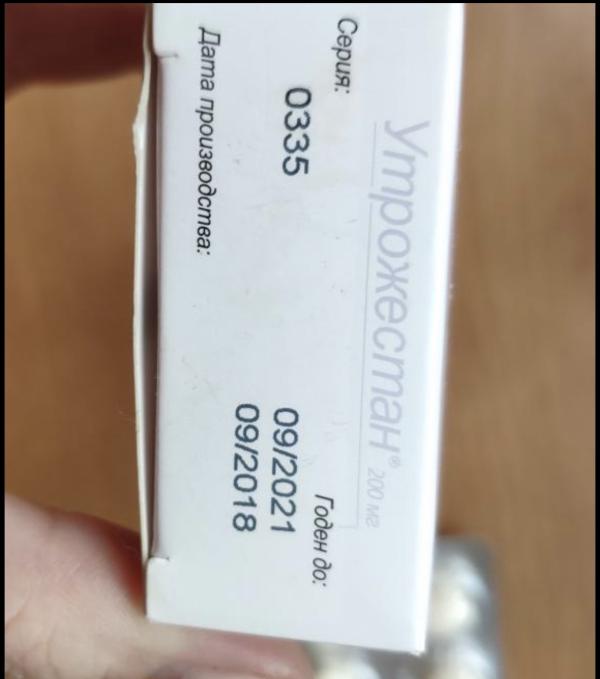 Утрожестан® 200 мг
Серия: Годен до:
0335 09/2021
Дата производства: 09/2018